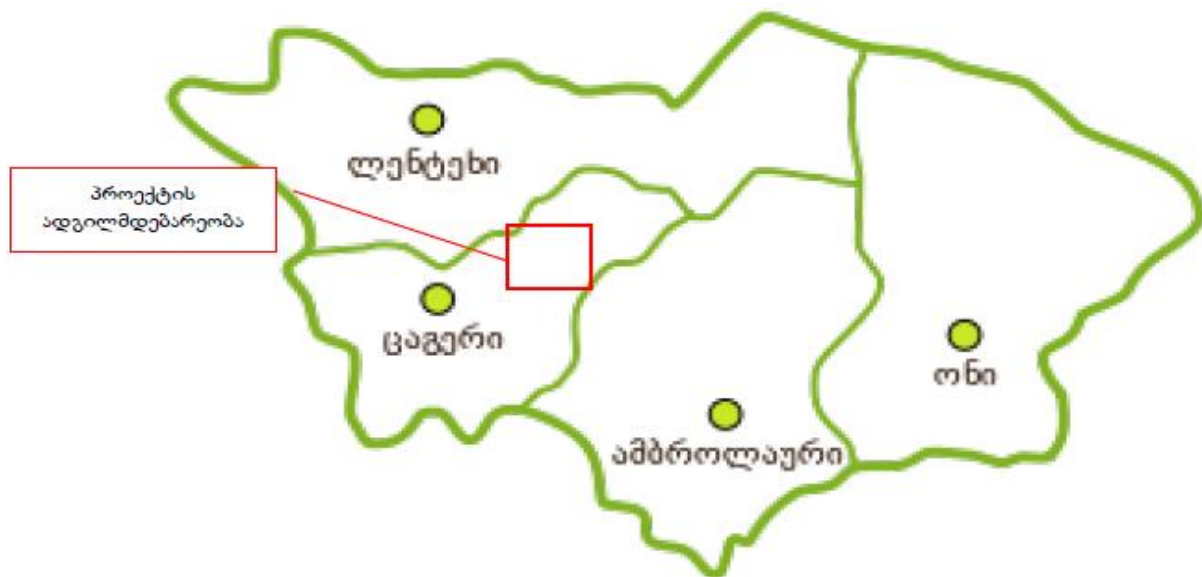 ლენტეხი
პროექტის
ადგილმდებარეობა
ცაგერი
ონი
ამბროლაური